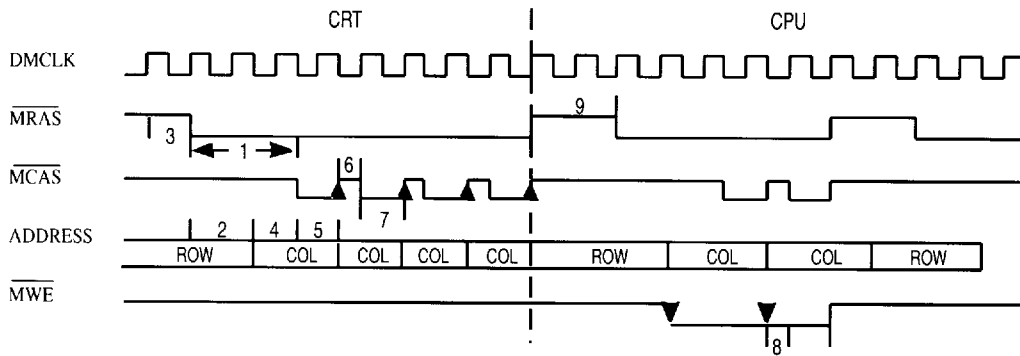 CRT CPU
DMCLK
MRAS 3 1 9
MCAS 6 7
ADDRESS 2 4 5
ROW COL COL COL COL ROW COL COL ROW
MWE 8